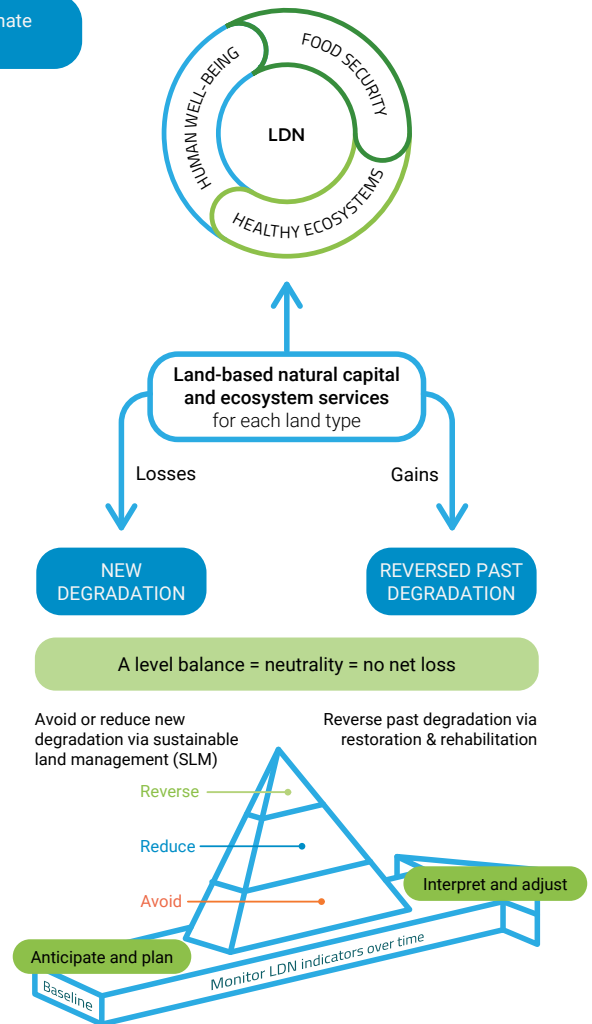 nate
HUMAN WELL-BEING
FOOD SECURITY
LDN
HEALTHY ECOSYSTEMS
Land-based natural capital
and ecosystem services
for each land type
Losses
Gains
NEW
DEGRADATION
REVERSED PAST
DEGRADATION
A level balance = neutrality = no net loss
Avoid or reduce new
degradation via sustainable
land management (SLM)
Reverse past degradation via
restoration & rehabilitation
Reverse
Reduce
Avoid
Interpret and adjust
Anticipate and plan
Monitor LDN indicators over time
Baseline